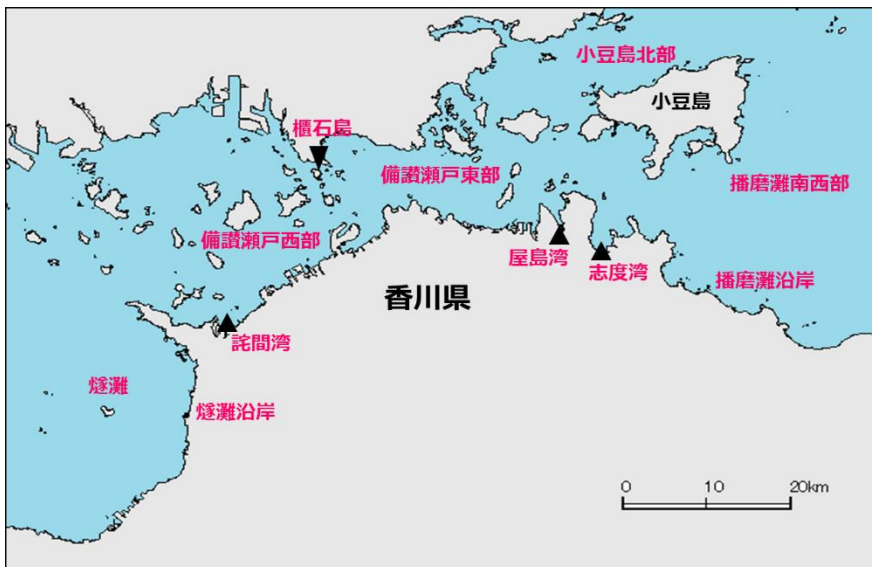 小豆島北部
小豆島
櫃石島
備讃瀬戸東部
播磨灘南西部
備讃瀬戸西部
屋島湾
志度湾
播磨灘沿岸
香川県
詫間湾
燧灘
燧灘沿岸
0 10 20km